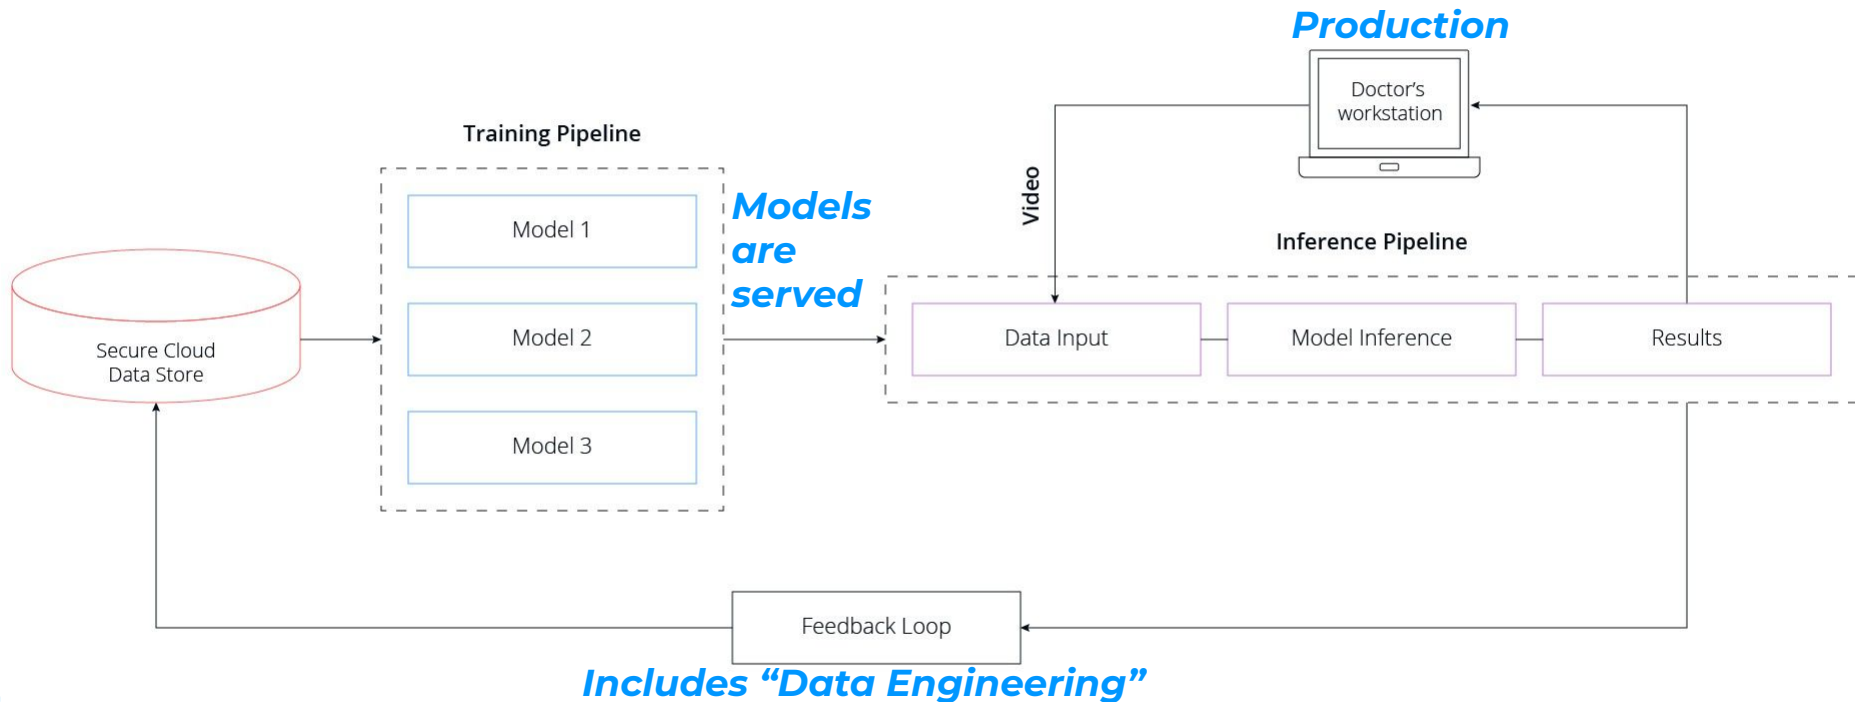 Production
Doctor's
workstation
Training Pipeline
Video
Models
are
served
Model 1
Inference Pipeline
Secure Cloud
Data Store
Model 2
Data Input
Model Inference
Results
Model 3
Feedback Loop
Includes “Data Engineering”